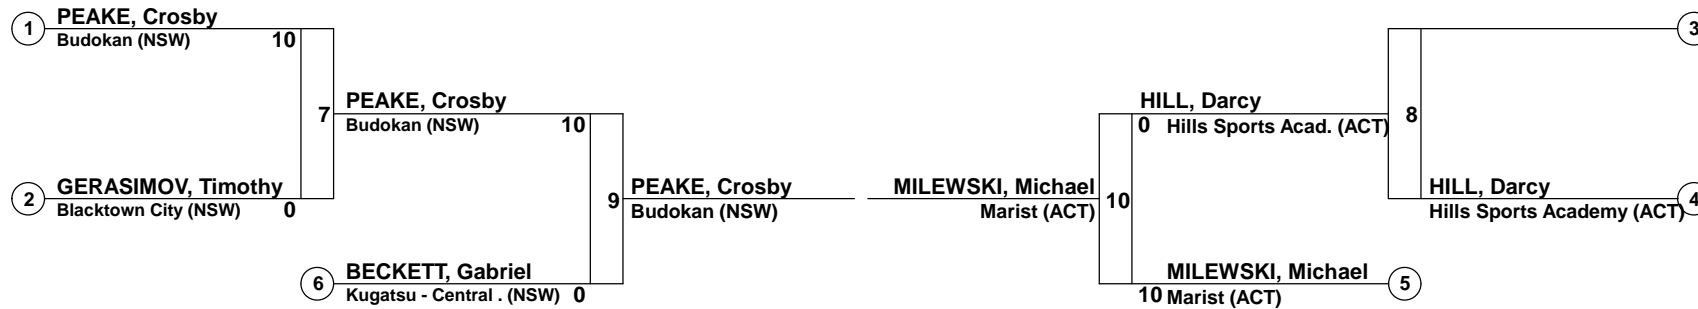 1
PEAKE, Crosby
Budokan (NSW)
10
7
2
GERASIMOV, Timothy
Blacktown City (NSW)
0
PEAKE, Crosby
Budokan (NSW)
10
9
6
BECKETT, Gabriel
Kugatsu - Central . (NSW)
0
PEAKE, Crosby
Budokan (NSW)
MILEWSKI, Michael
Marist (ACT)
10
HILL, Darcy
0 Hills Sports Acad. (ACT)
MILEWSKI, Michael
10 Marist (ACT)
5
8
3
HILL, Darcy
Hills Sports Academy (ACT)
4